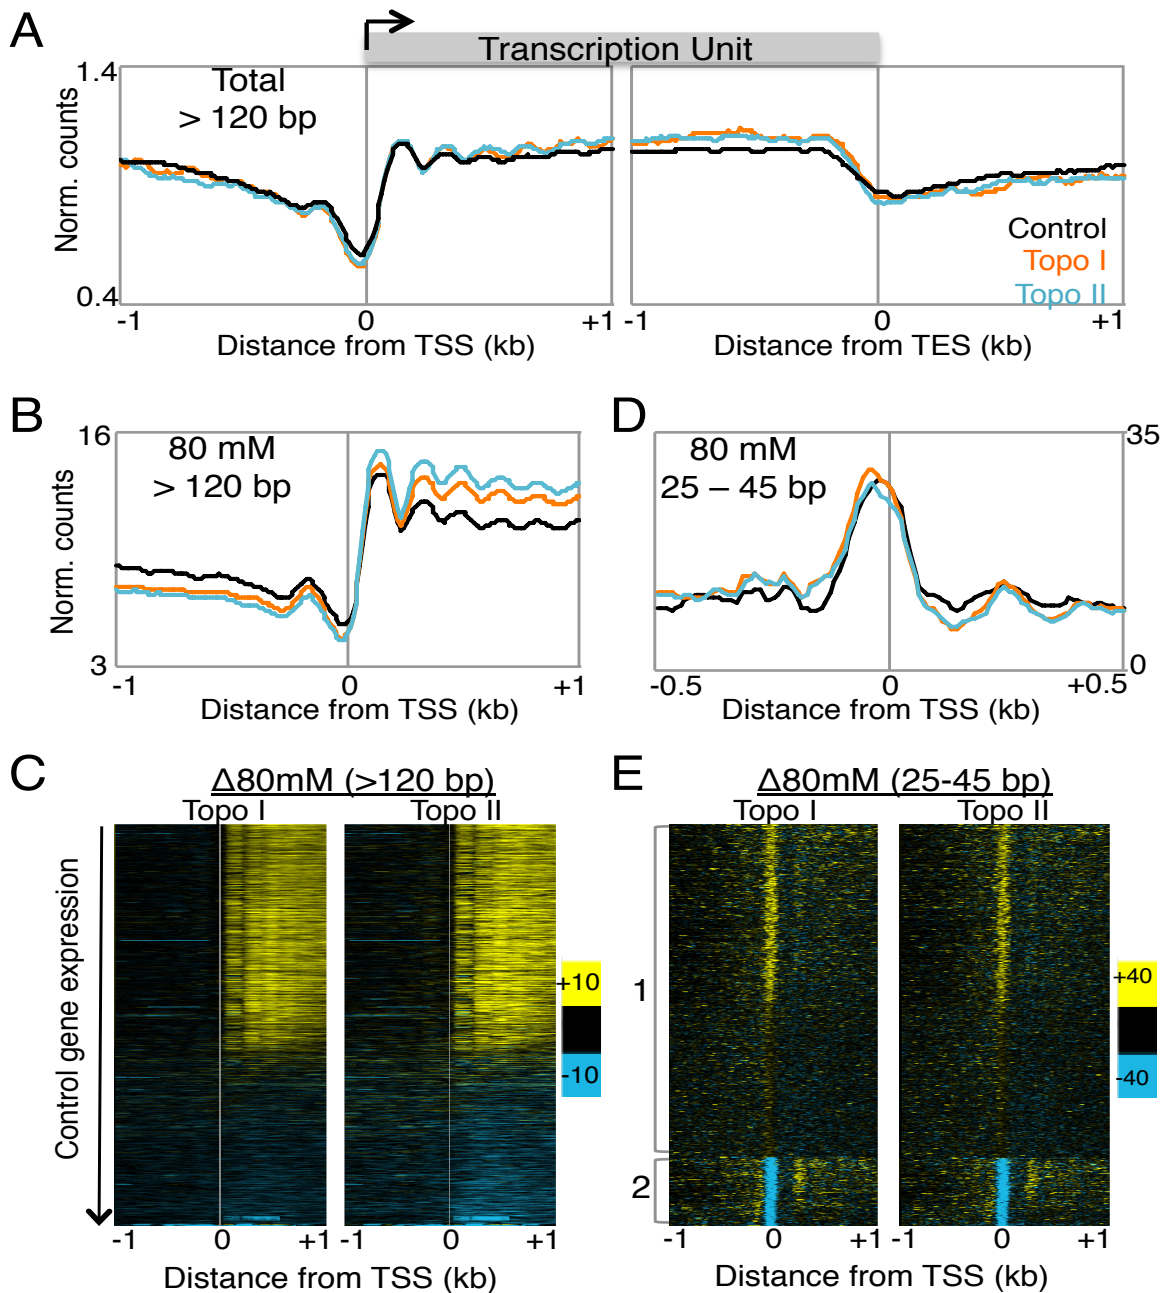 A
Transcription Unit
1.4
Total
> 120 bp
Norm. counts
Control
Topo I
Topo II
0.4
-1
0
+1
-1
0
+1
Distance from TSS (kb)
Distance from TES (kb)
B
16
80 mM
> 120 bp
Norm. counts
3
-1
0
+1
Distance from TSS (kb)
D
35
80 mM
25 – 45 bp
0
-0.5
0
+0.5
Distance from TSS (kb)
C
Δ80mM (>120 bp)
Topo I
Topo II
Control gene expression
+10
-10
-1
0
+1
-1
0
+1
Distance from TSS (kb)
E
Δ80mM (25-45 bp)
Topo I
Topo II
1
2
+40
-40
-1
0
+1
-1
0
+1
Distance from TSS (kb)